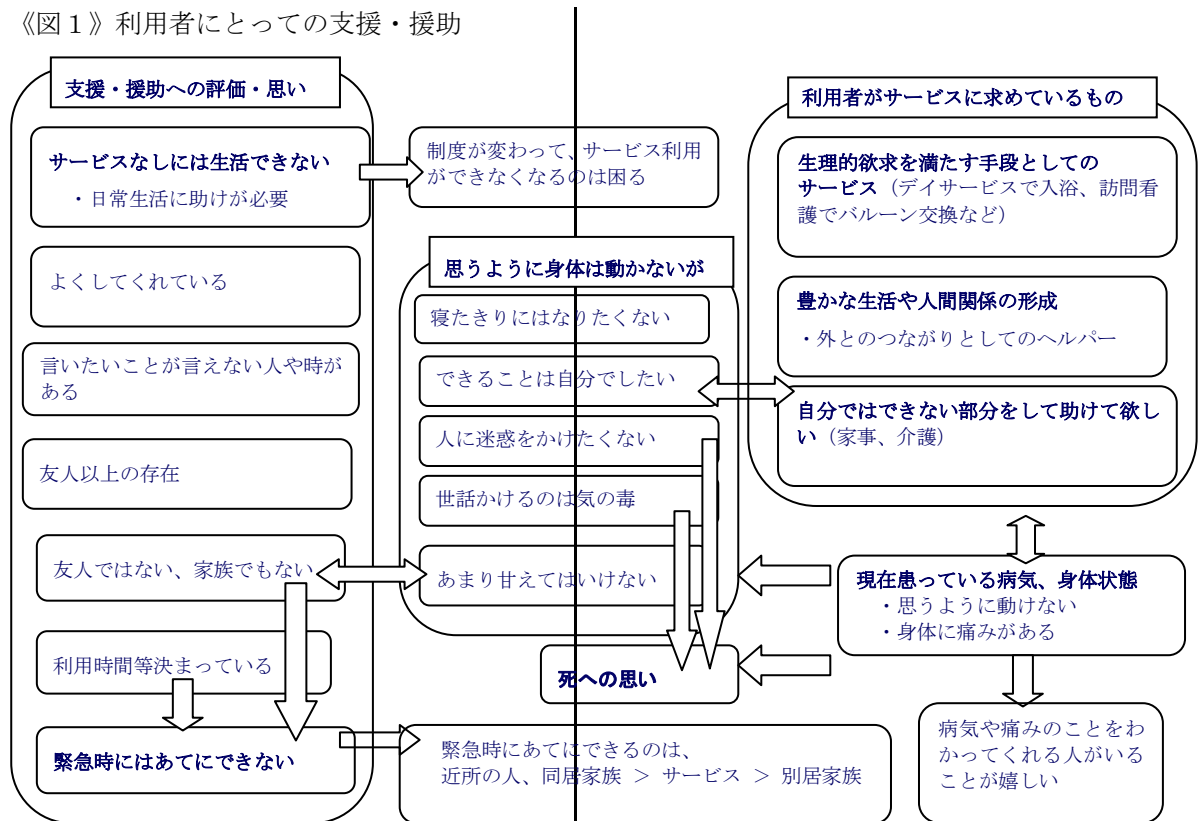 《図１》利用者にとっての支援・援助
支援・援助への評価・思い
サービスなしには生活できない
・日常生活に助けが必要
よくしてくれている
言いたいことが言えない人や時が
ある
友人以上の存在
友人ではない、家族でもない
利用時間等決まっている
緊急時にはあてにできない
制度が変わって、サービス利用
ができなくなるのは困る
思うように身体は動かないが
寝たきりにはなりたくない
できることは自分でしたい
人に迷惑をかけたくない
世話かけるのは気の毒
あまり甘えてはいけない
死への思い
緊急時にあてにできるのは、
近所の人、同居家族 ＞ サービス ＞ 別居家族
利用者がサービスに求めているもの
生理的欲求を満たす手段としての
サービス（デイサービスで入浴、訪問看
護でバルーン交換など）
豊かな生活や人間関係の形成
・外とのつながりとしてのヘルパー
自分ではできない部分をして助けて欲し
い（家事、介護）
現在患っている病気、身体状態
・思うように動けない
・身体に痛みがある
病気や痛みのことをわ
かってくれる人がいる
ことが嬉しい